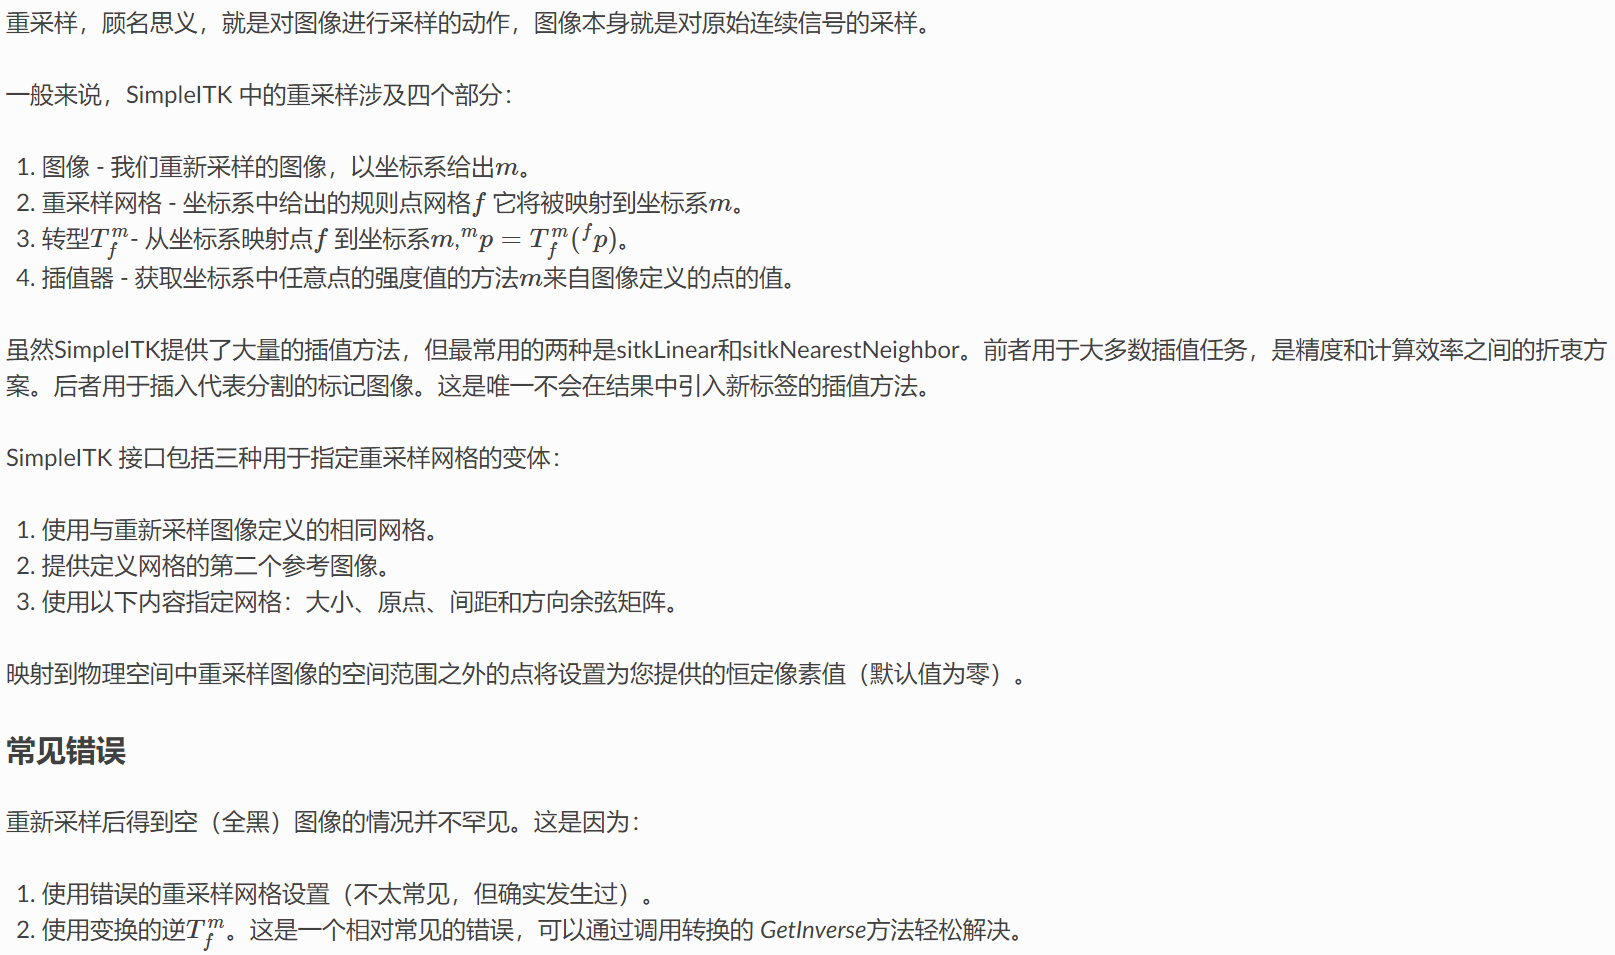 重采样，顾名思义，就是对图像进行采样的动作，图像本身就是对原始连续信号的采样。
一般来说，SimpleITK 中的重采样涉及四个部分：
1. 图像 - 我们重新采样的图像，以坐标系给出m。
2. 重采样网格 - 坐标系中给出的规则点网格f 它将被映射到坐标系m。
3. 转型T_f^m- 从坐标系映射点f 到坐标系m,^mp = T_f^m(^fp)。
4. 插值器 - 获取坐标系中任意点的强度值的方法m来自图像定义的点的值。
虽然SimpleITK提供了大量的插值方法，但最常用的两种是sitkLinear和sitkNearestNeighbor。前者用于大多数插值任务，是精度和计算效率之间的折衷方
案。后者用于插入代表分割的标记图像。这是唯一不会在结果中引入新标签的插值方法。
SimpleITK 接口包括三种用于指定重采样网格的变体：
1. 使用与重新采样图像定义的相同网格。
2. 提供定义网格的第二个参考图像。
3. 使用以下内容指定网格：大小、原点、间距和方向余弦矩阵。
映射到物理空间中重采样图像的空间范围之外的点将设置为您提供的恒定像素值（默认值为零）。
常见错误
重新采样后得到空（全黑）图像的情况并不罕见。这是因为：
1. 使用错误的重采样网格设置（不太常见，但确实发生过）。
2. 使用变换的逆T_f^m。这是一个相对常见的错误，可以通过调用转换的 GetInverse方法轻松解决。